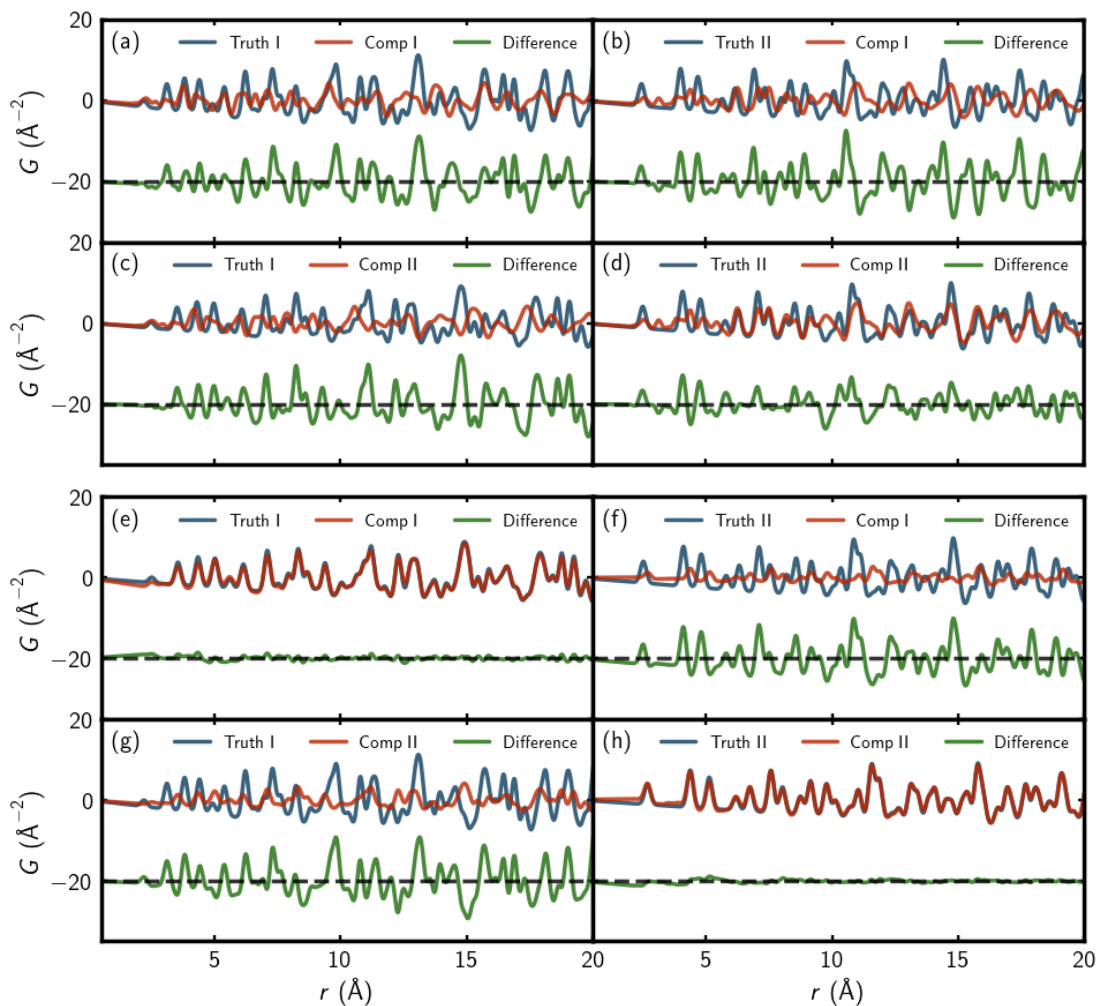 20 (a) Truth I Comp I Difference (b) Truth II Comp I Difference
0
G (Å⁻²)
−20
20 (c) Truth I Comp II Difference (d) Truth II Comp II Difference
0
G (Å⁻²)
−20
20 (e) Truth I Comp I Difference (f) Truth II Comp I Difference
0
G (Å⁻²)
−20
20 (g) Truth I Comp II Difference (h) Truth II Comp II Difference
0
G (Å⁻²)
−20
5 10 15 20 5 10 15 20
r (Å) r (Å)